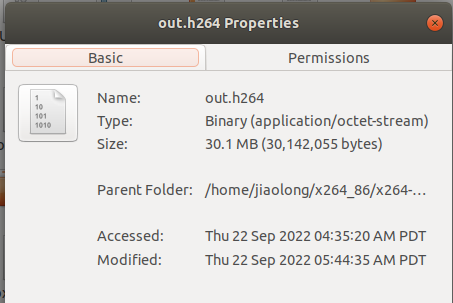 out.h264 Properties
Basic Permissions
1
10
101
1010
Name: out.h264
Type: Binary (application/octet-stream)
Size: 30.1 MB (30,142,055 bytes)
Parent Folder: /home/jiaolong/x264_86/x264-...
Accessed: Thu 22 Sep 2022 04:35:20 AM PDT
Modified: Thu 22 Sep 2022 05:44:35 AM PDT